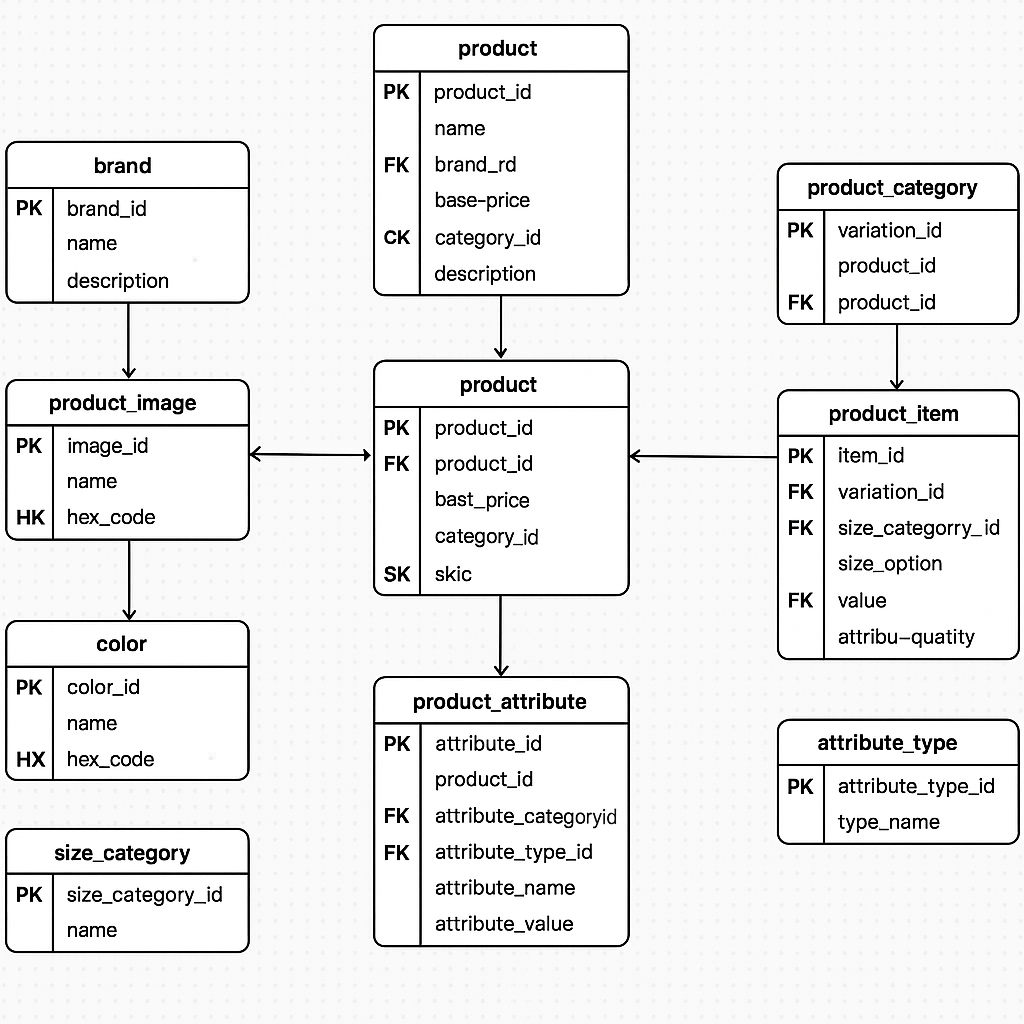 product
PK product_id
name
FK brand_rd
base-price
CK category_id
description
brand
PK brand_id
name
description
product_category
PK variation_id
product_id
FK product_id
product_image
PK image_id
name
HK hex_code
product
PK product_id
FK product_id
bast_price
category_id
SK skic
product_item
PK item_id
FK variation_id
FK size_categorry_id
size_option
FK value
attribu–quatity
color
PK color_id
name
HX hex_code
product_attribute
PK attribute_id
product_id
FK attribute_categoryid
FK attribute_type_id
attribute_name
attribute_value
attribute_type
PK attribute_type_id
type_name
size_category
PK size_category_id
name